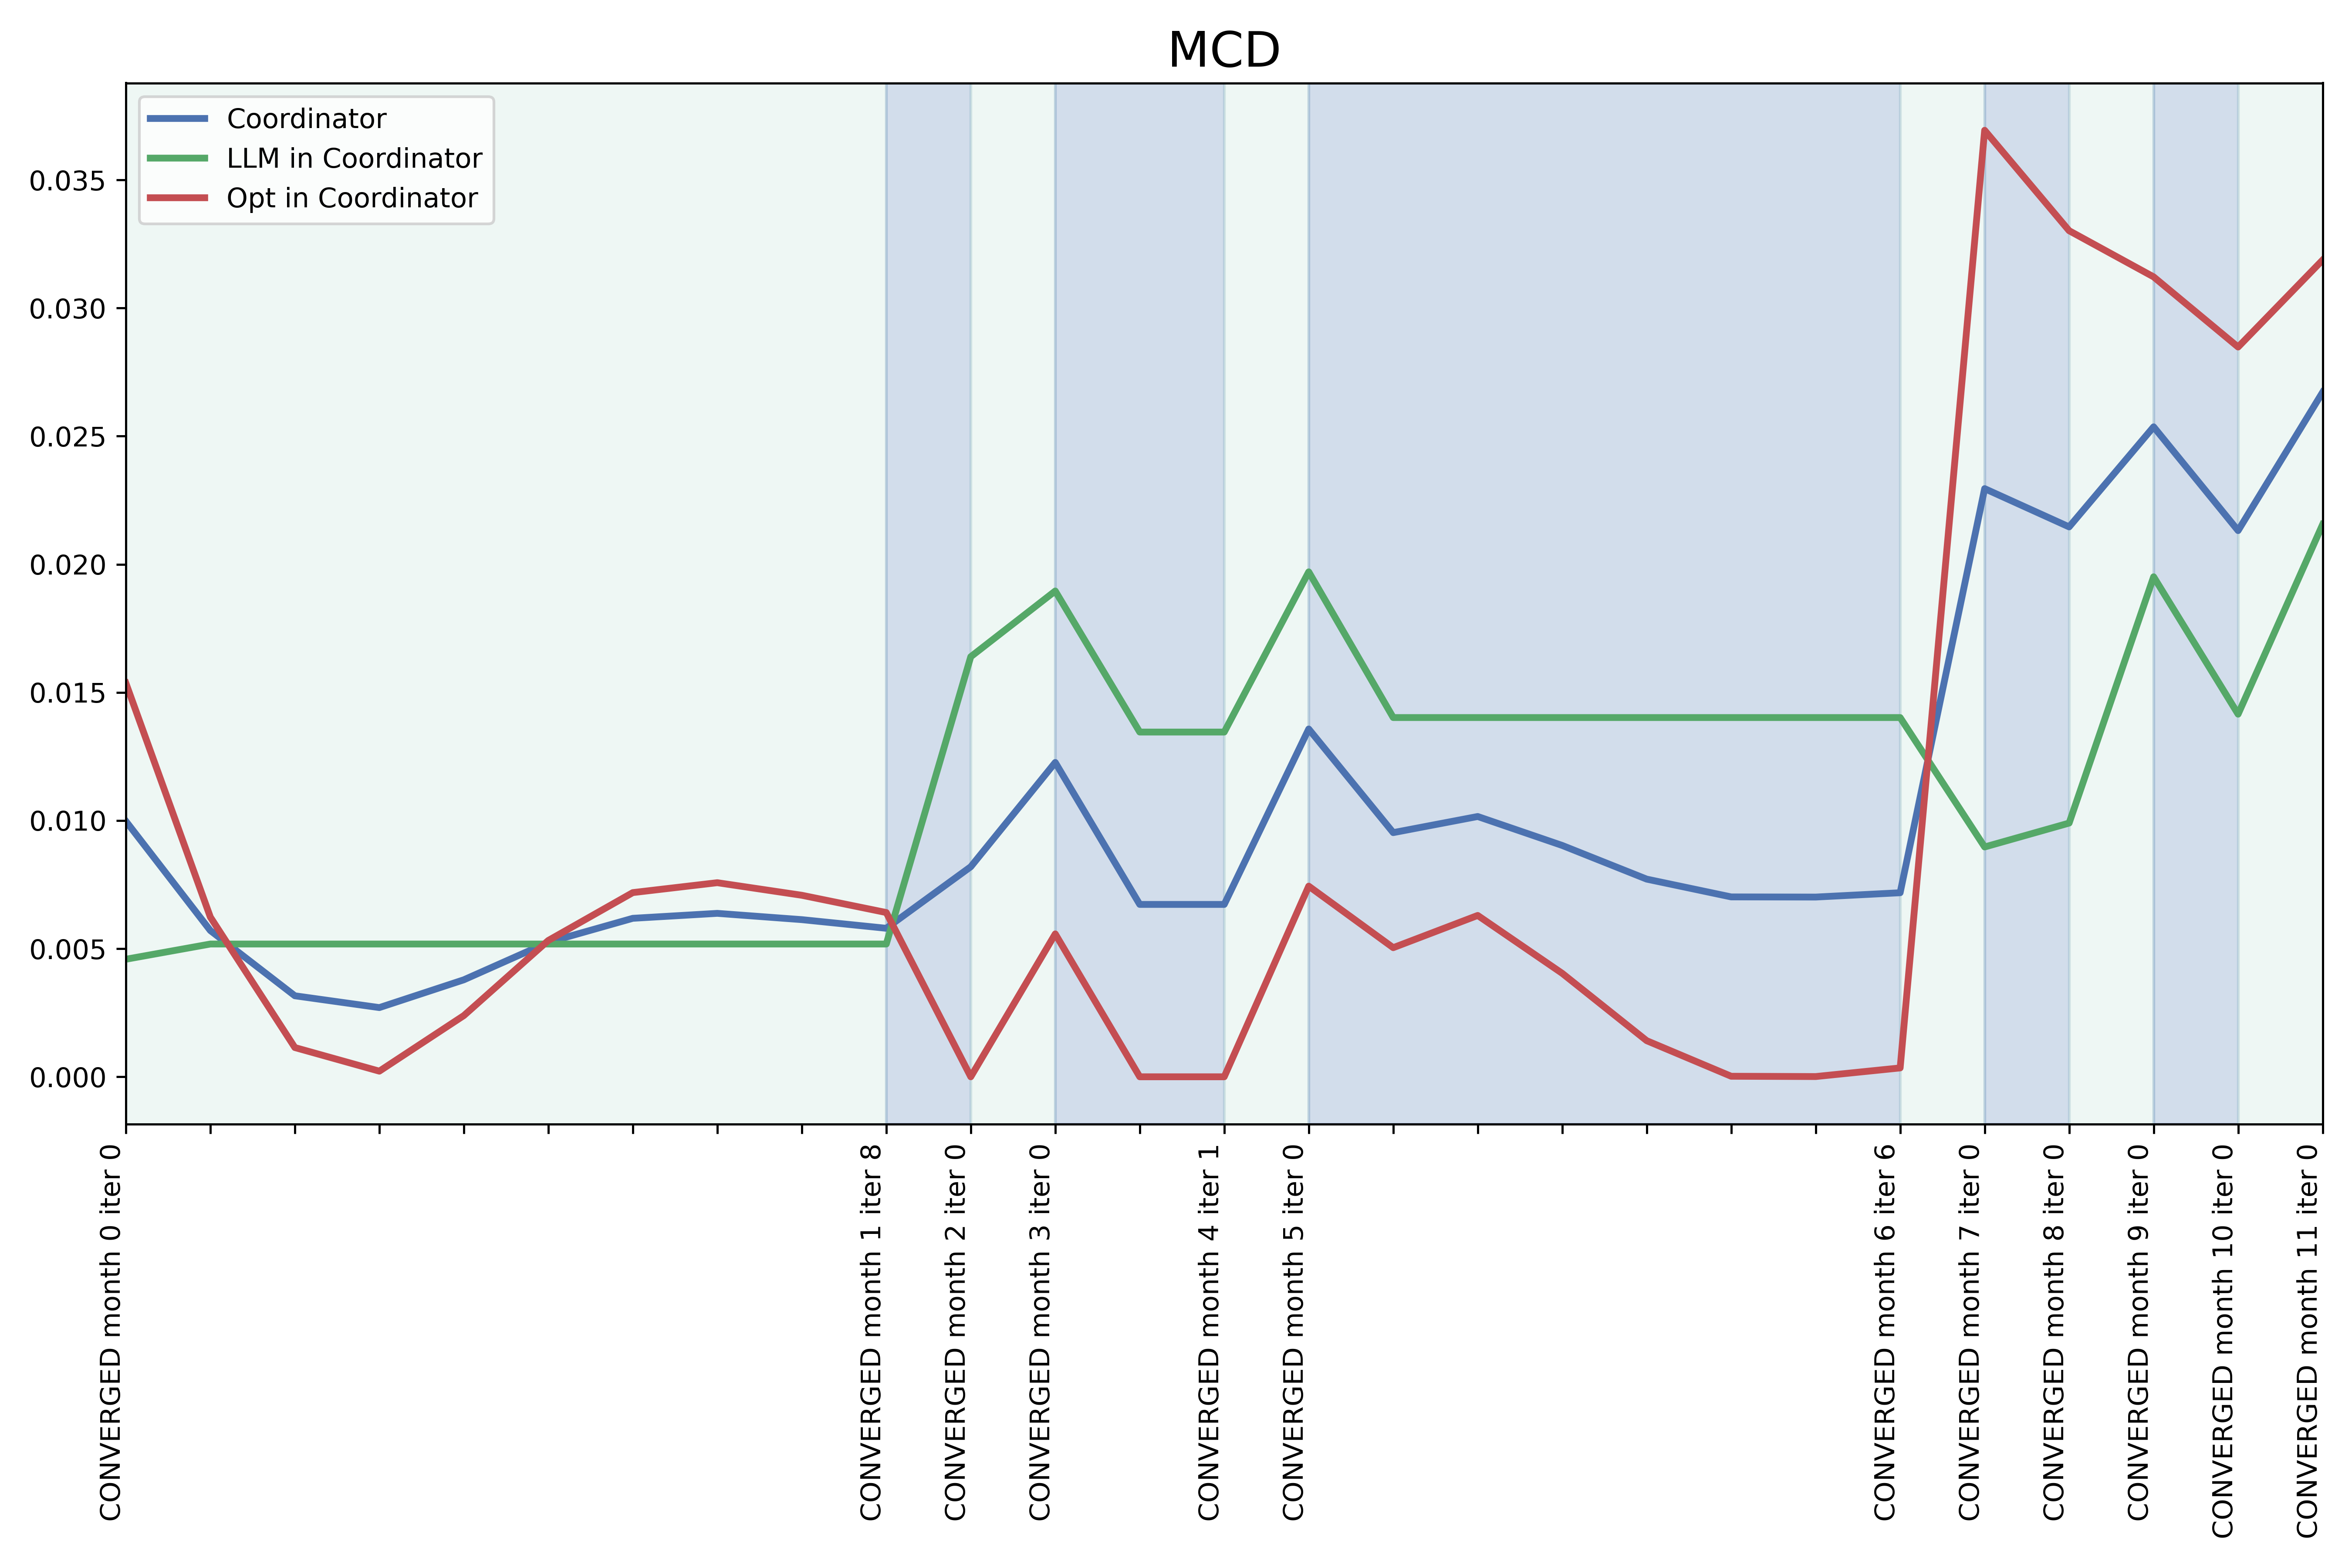 MCD
Coordinator
LLM in Coordinator
Opt in Coordinator
0.035
0.030
0.025
0.020
0.015
0.010
0.005
0.000
CONVERGED month 0 iter 0
CONVERGED month 1 iter 8
CONVERGED month 2 iter 0
CONVERGED month 3 iter 0
CONVERGED month 4 iter 1
CONVERGED month 5 iter 0
CONVERGED month 6 iter 6
CONVERGED month 7 iter 0
CONVERGED month 8 iter 0
CONVERGED month 9 iter 0
CONVERGED month 10 iter 0
CONVERGED month 11 iter 0